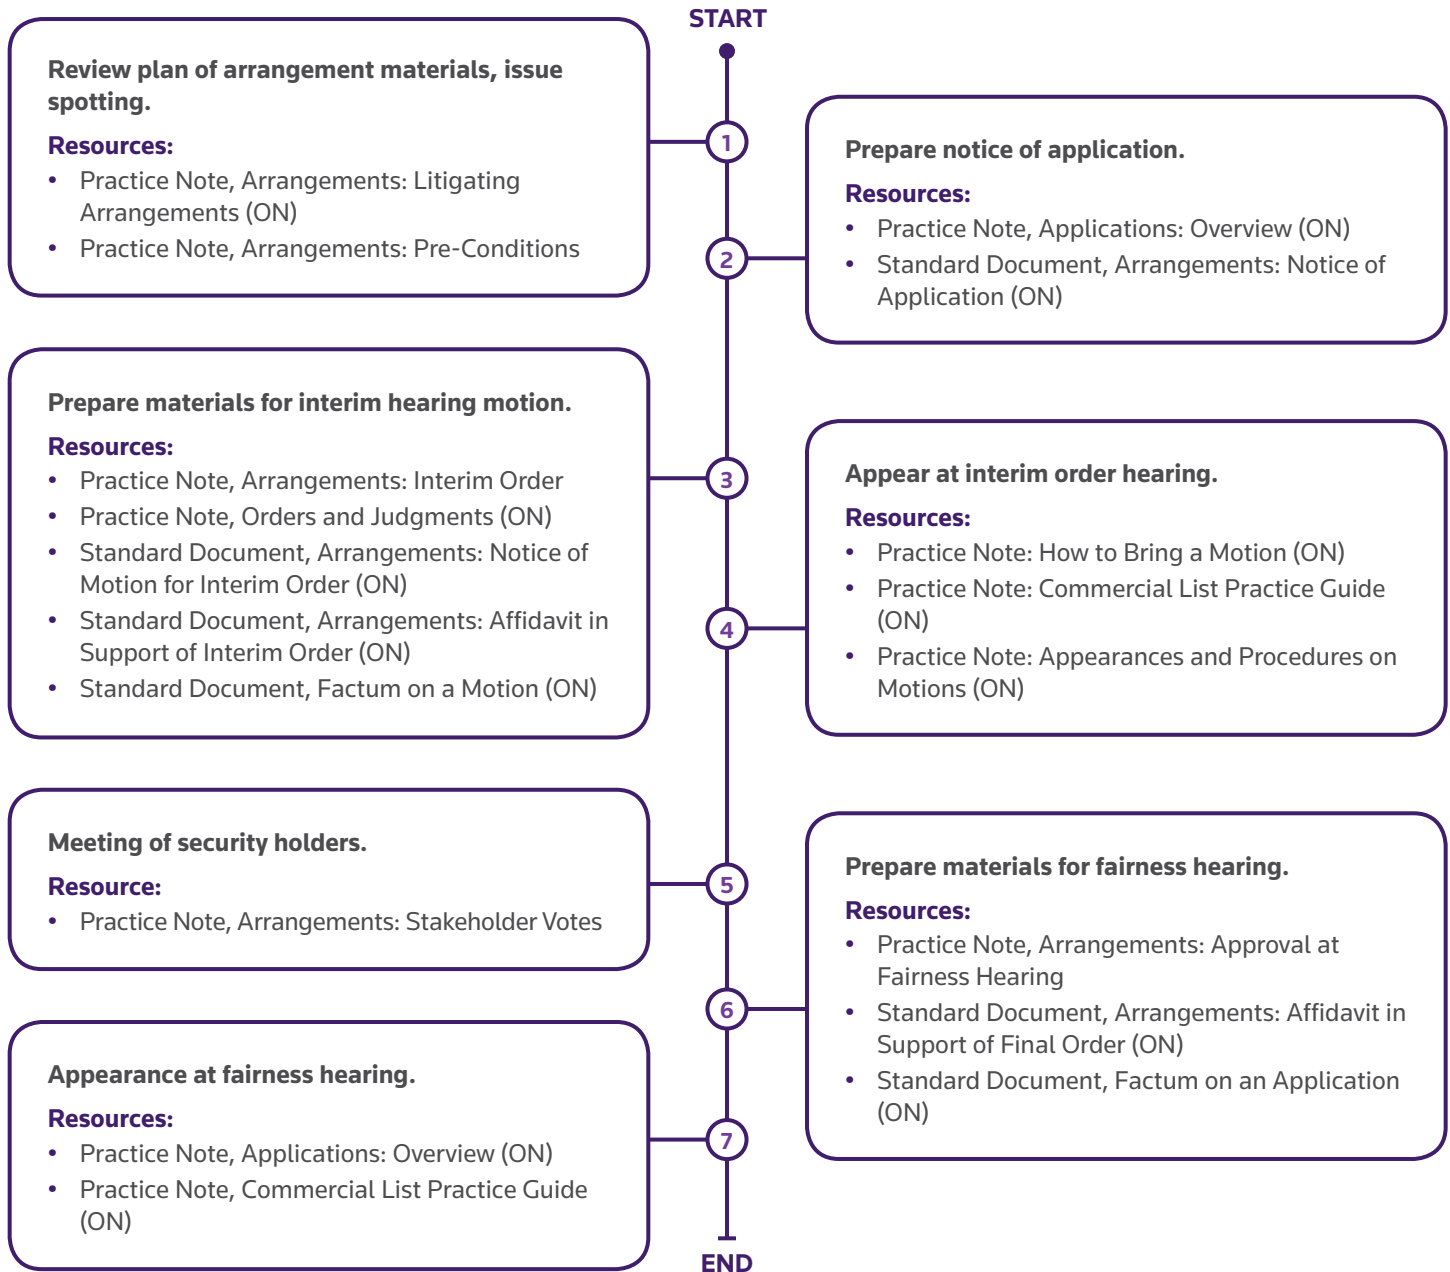 START
Review plan of arrangement materials, issue
spotting.
Resources:
• Practice Note, Arrangements: Litigating
Arrangements (ON)
• Practice Note, Arrangements: Pre-Conditions
1
Prepare notice of application.
Resources:
• Practice Note, Applications: Overview (ON)
• Standard Document, Arrangements: Notice of
Application (ON)
2
Prepare materials for interim hearing motion.
Resources:
• Practice Note, Arrangements: Interim Order
• Practice Note, Orders and Judgments (ON)
• Standard Document, Arrangements: Notice of
Motion for Interim Order (ON)
• Standard Document, Arrangements: Affidavit in
Support of Interim Order (ON)
• Standard Document, Factum on a Motion (ON)
3
Appear at interim order hearing.
Resources:
• Practice Note: How to Bring a Motion (ON)
• Practice Note: Commercial List Practice Guide
(ON)
• Practice Note: Appearances and Procedures on
Motions (ON)
4
Meeting of security holders.
Resource:
• Practice Note, Arrangements: Stakeholder Votes
5
Prepare materials for fairness hearing.
Resources:
• Practice Note, Arrangements: Approval at
Fairness Hearing
• Standard Document, Arrangements: Affidavit in
Support of Final Order (ON)
• Standard Document, Factum on an Application
(ON)
6
Appearance at fairness hearing.
Resources:
• Practice Note, Applications: Overview (ON)
• Practice Note, Commercial List Practice Guide
(ON)
7
END